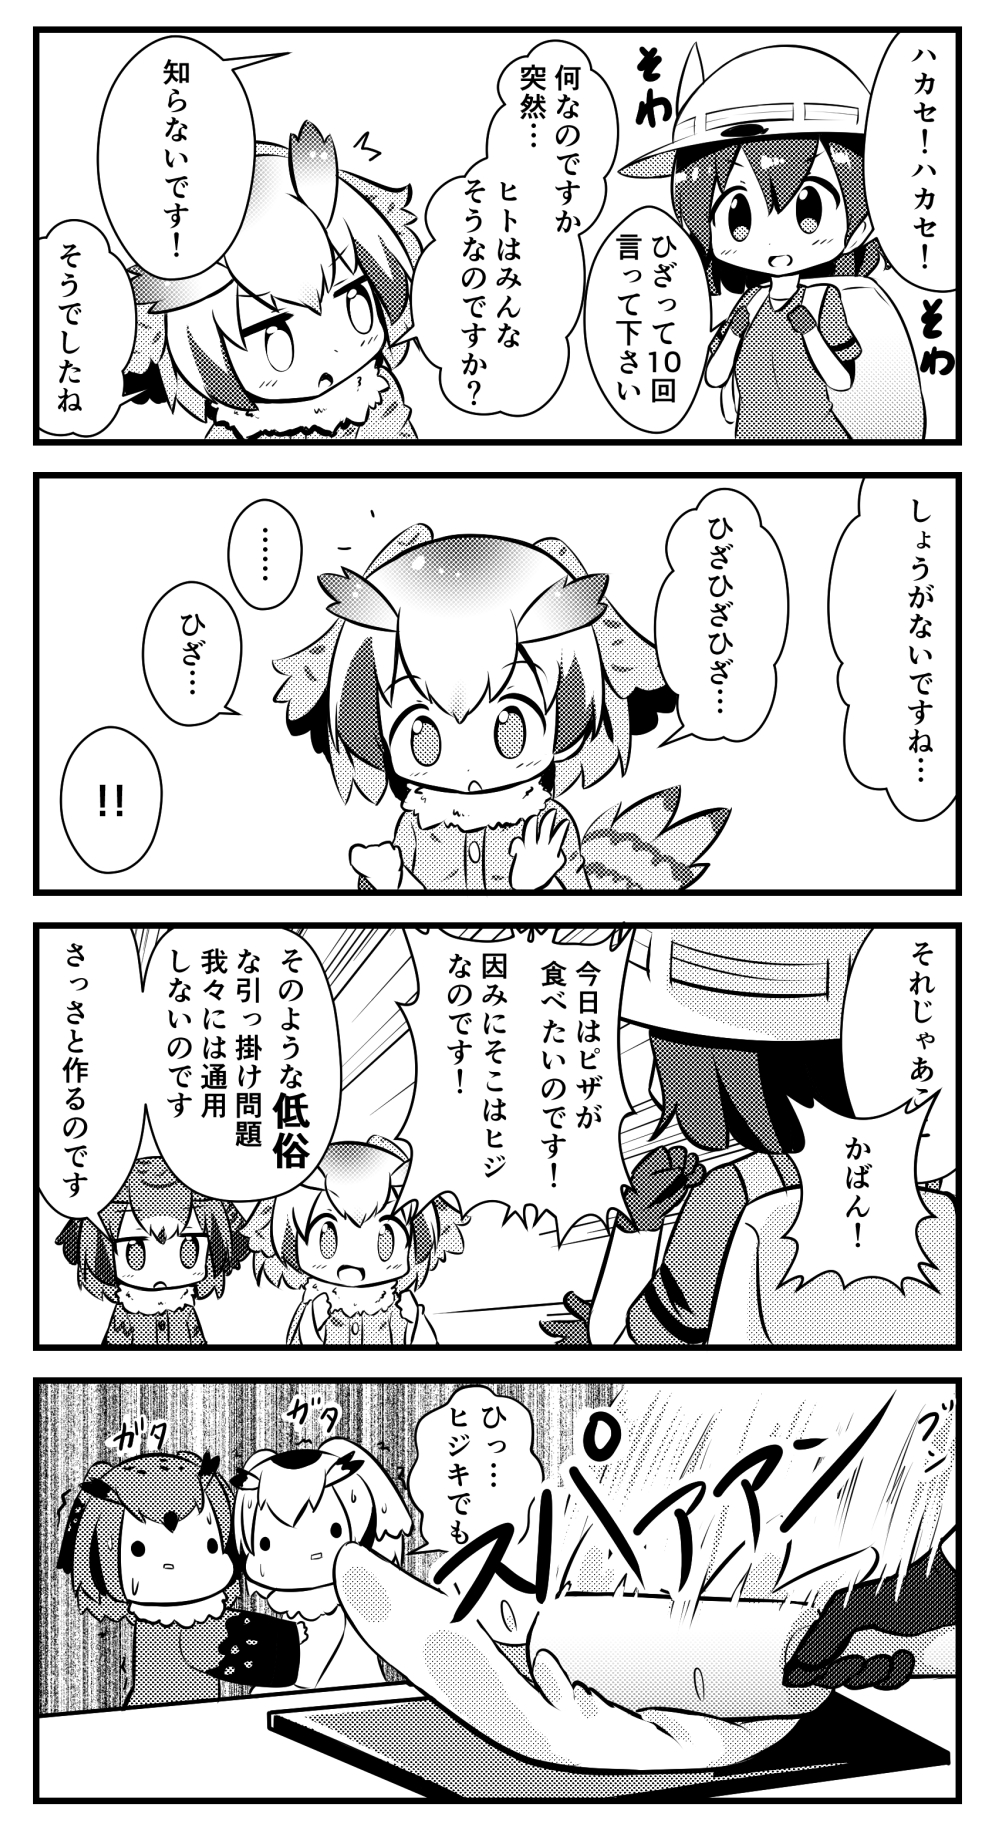 ハカセ!ハカセ!
そわ
そわ
ひざって10回
言って下さい
何なのですか
突然…
ヒトはみんな
そうなのですか?
知らないです!
そうでしたね
しょうがないですね…
ひざひざひざ…
……
ひざ…
!!
それじゃあこ
かばん!
今日はピザが
食べたいのです!
因みにそこはヒジ
なのです!
そのような低俗
な引っ掛け問題
我々には通用
しないのです
さっさと作るのです
ブン
スパァァン
ひっ…
ヒジキでも
ガタ
ガタ